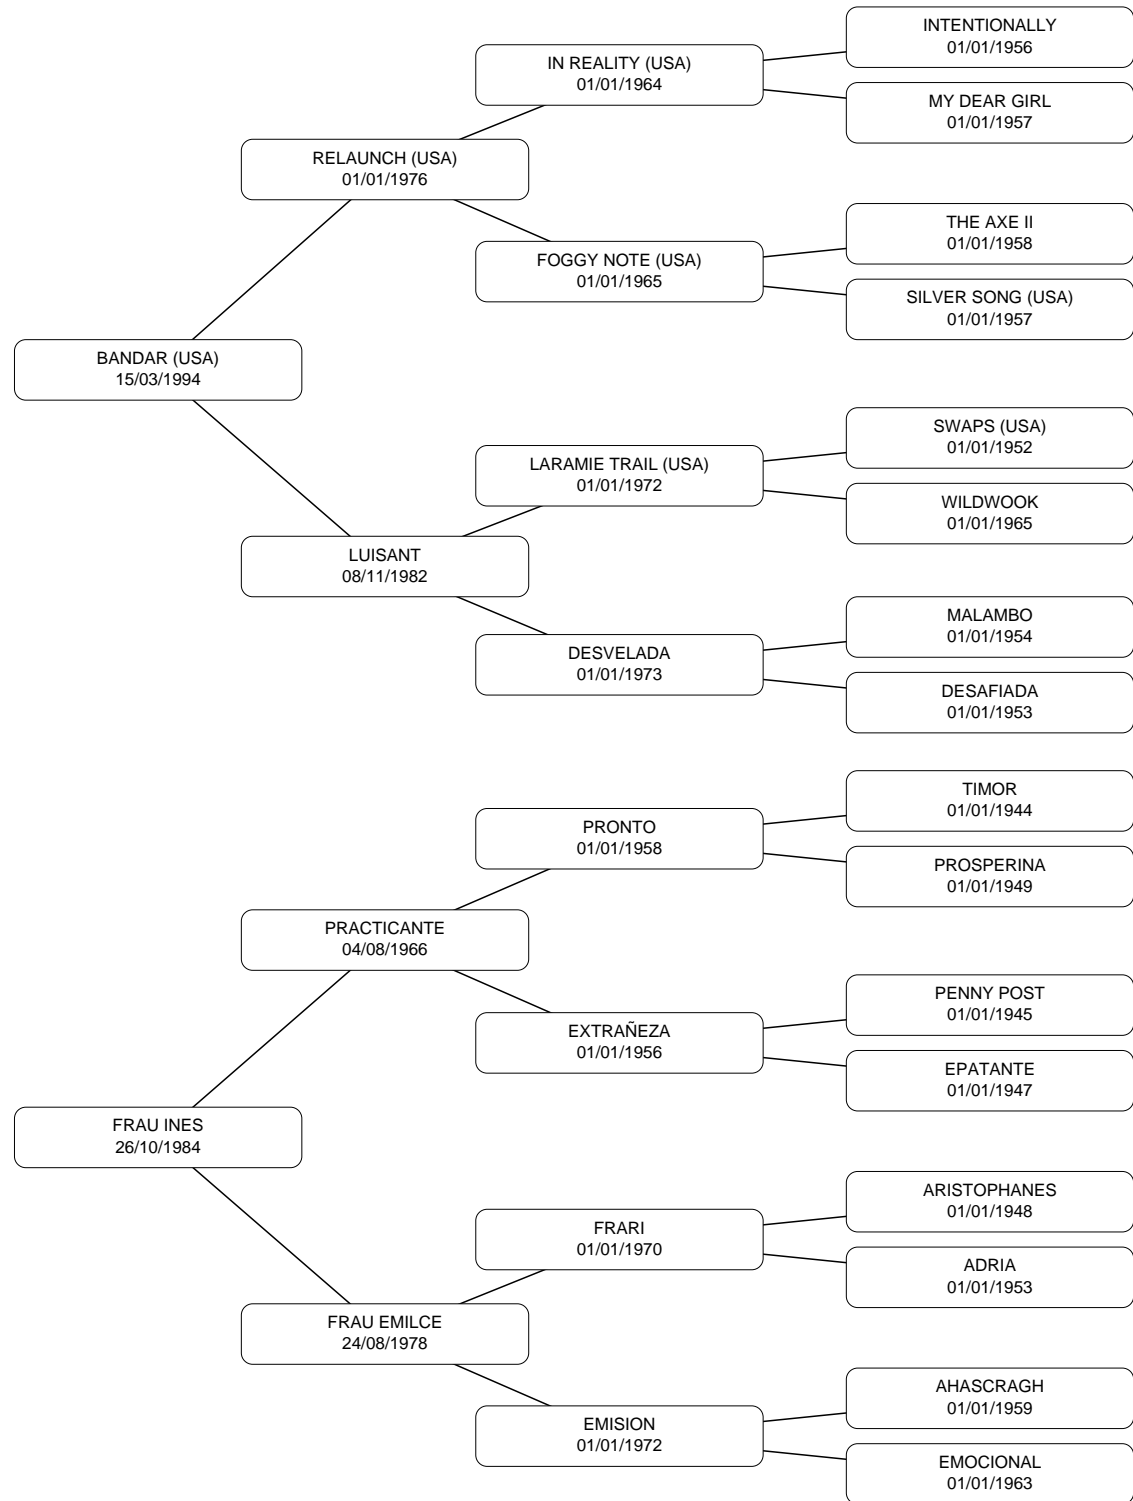 INTENTIONALLY
01/01/1956
IN REALITY (USA)
01/01/1964
MY DEAR GIRL
01/01/1957
RELAUNCH (USA)
01/01/1976
THE AXE II
01/01/1958
FOGGY NOTE (USA)
01/01/1965
SILVER SONG (USA)
01/01/1957
BANDAR (USA)
15/03/1994
SWAPS (USA)
01/01/1952
LARAMIE TRAIL (USA)
01/01/1972
WILDWOOK
01/01/1965
LUISANT
08/11/1982
MALAMBO
01/01/1954
DESVELADA
01/01/1973
DESAFIADA
01/01/1953
TIMOR
01/01/1944
PRONTO
01/01/1958
PROSPERINA
01/01/1949
PRACTICANTE
04/08/1966
PENNY POST
01/01/1945
EXTRAÑEZA
01/01/1956
EPATANTE
01/01/1947
FRAU INES
26/10/1984
ARISTOPHANES
01/01/1948
FRARI
01/01/1970
ADRIA
01/01/1953
FRAU EMILCE
24/08/1978
AHASCRAGH
01/01/1959
EMISION
01/01/1972
EMOCIONAL
01/01/1963